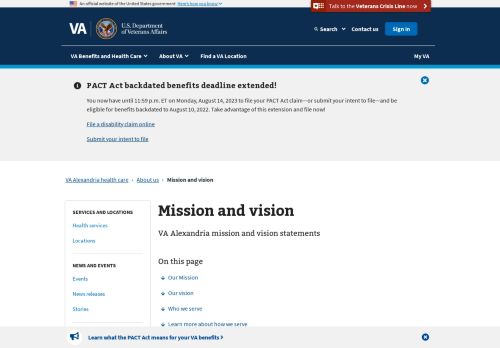 An official website of the United States government Here's how you know
Talk to the Veterans Crisis Line now
VA
U.S. Department
of Veterans Affairs
Search
Contact us
Sign in
VA Benefits and Health Care
About VA
Find a VA Location
My VA
PACT Act backdated benefits deadline extended!
You now have until 11:59 p.m. ET on Monday, August 14, 2023 to file your PACT Act claim—or submit your intent to file—and be
eligible for benefits backdated to August 10, 2022. Take advantage of this extension and file now!
File a disability claim online
Submit your intent to file
VA Alexandria health care › About us › Mission and vision
SERVICES AND LOCATIONS
Health services
Locations
NEWS AND EVENTS
Events
News releases
Stories
Mission and vision
VA Alexandria mission and vision statements
On this page
Our Mission
Our vision
Who we serve
Learn more about how we serve
Learn what the PACT Act means for your VA benefits